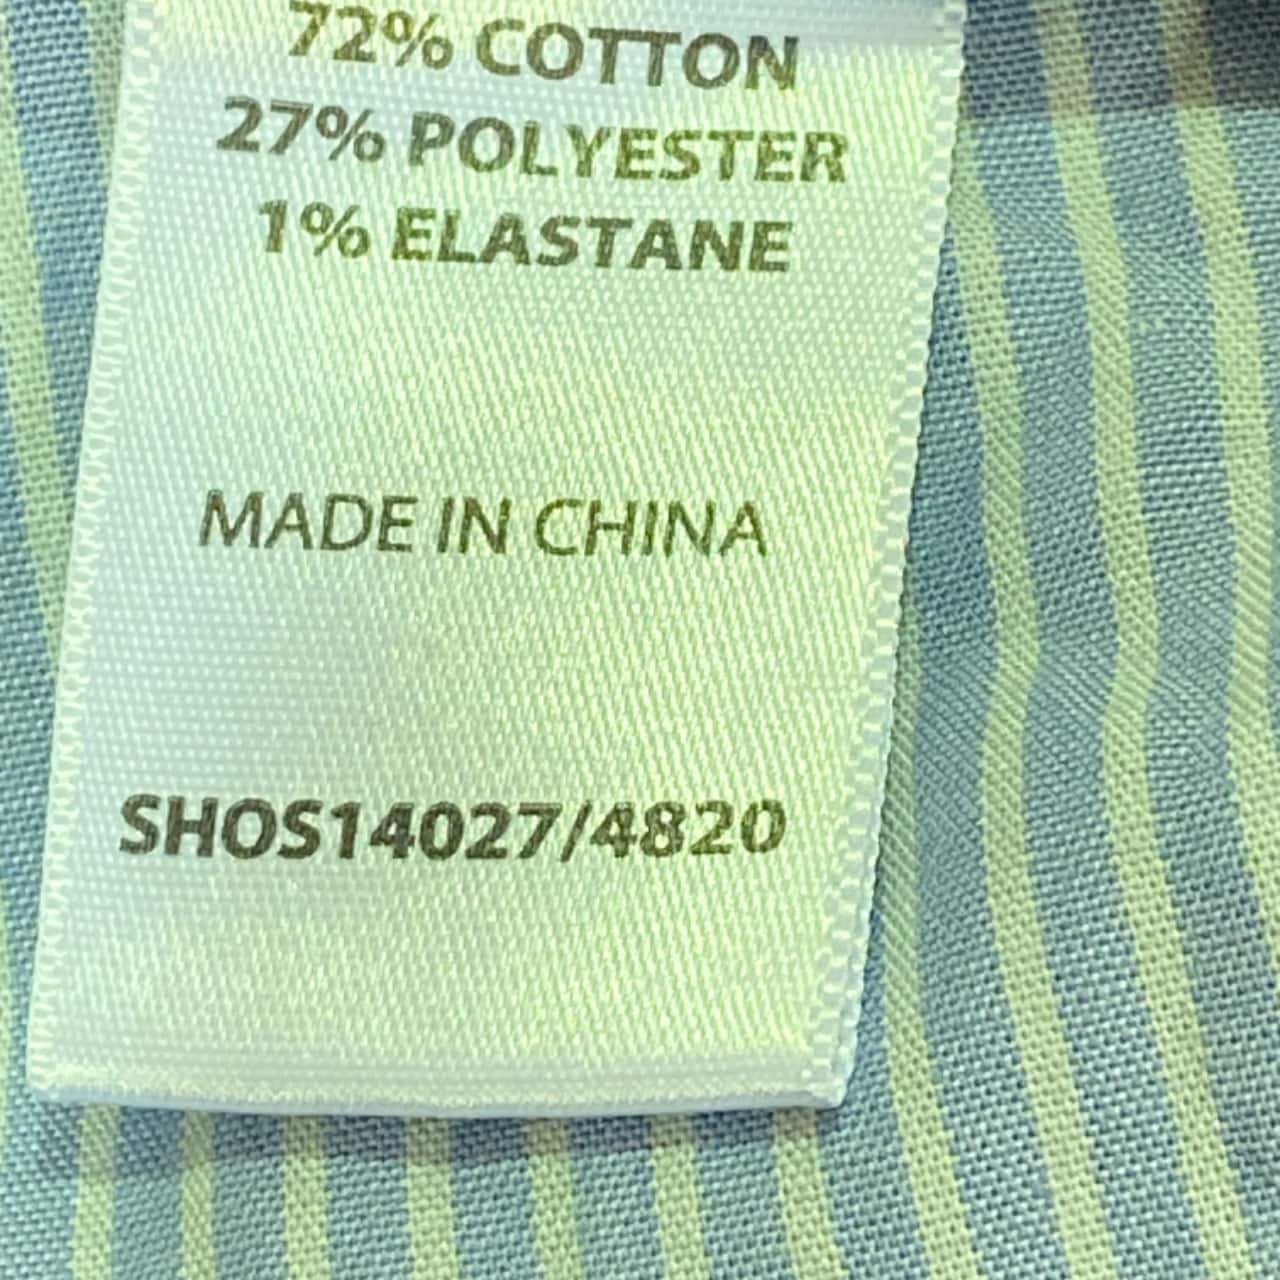 72% COTTON
27% POLYESTER
1% ELASTANE
MADE IN CHINA
SHOS14027/4820